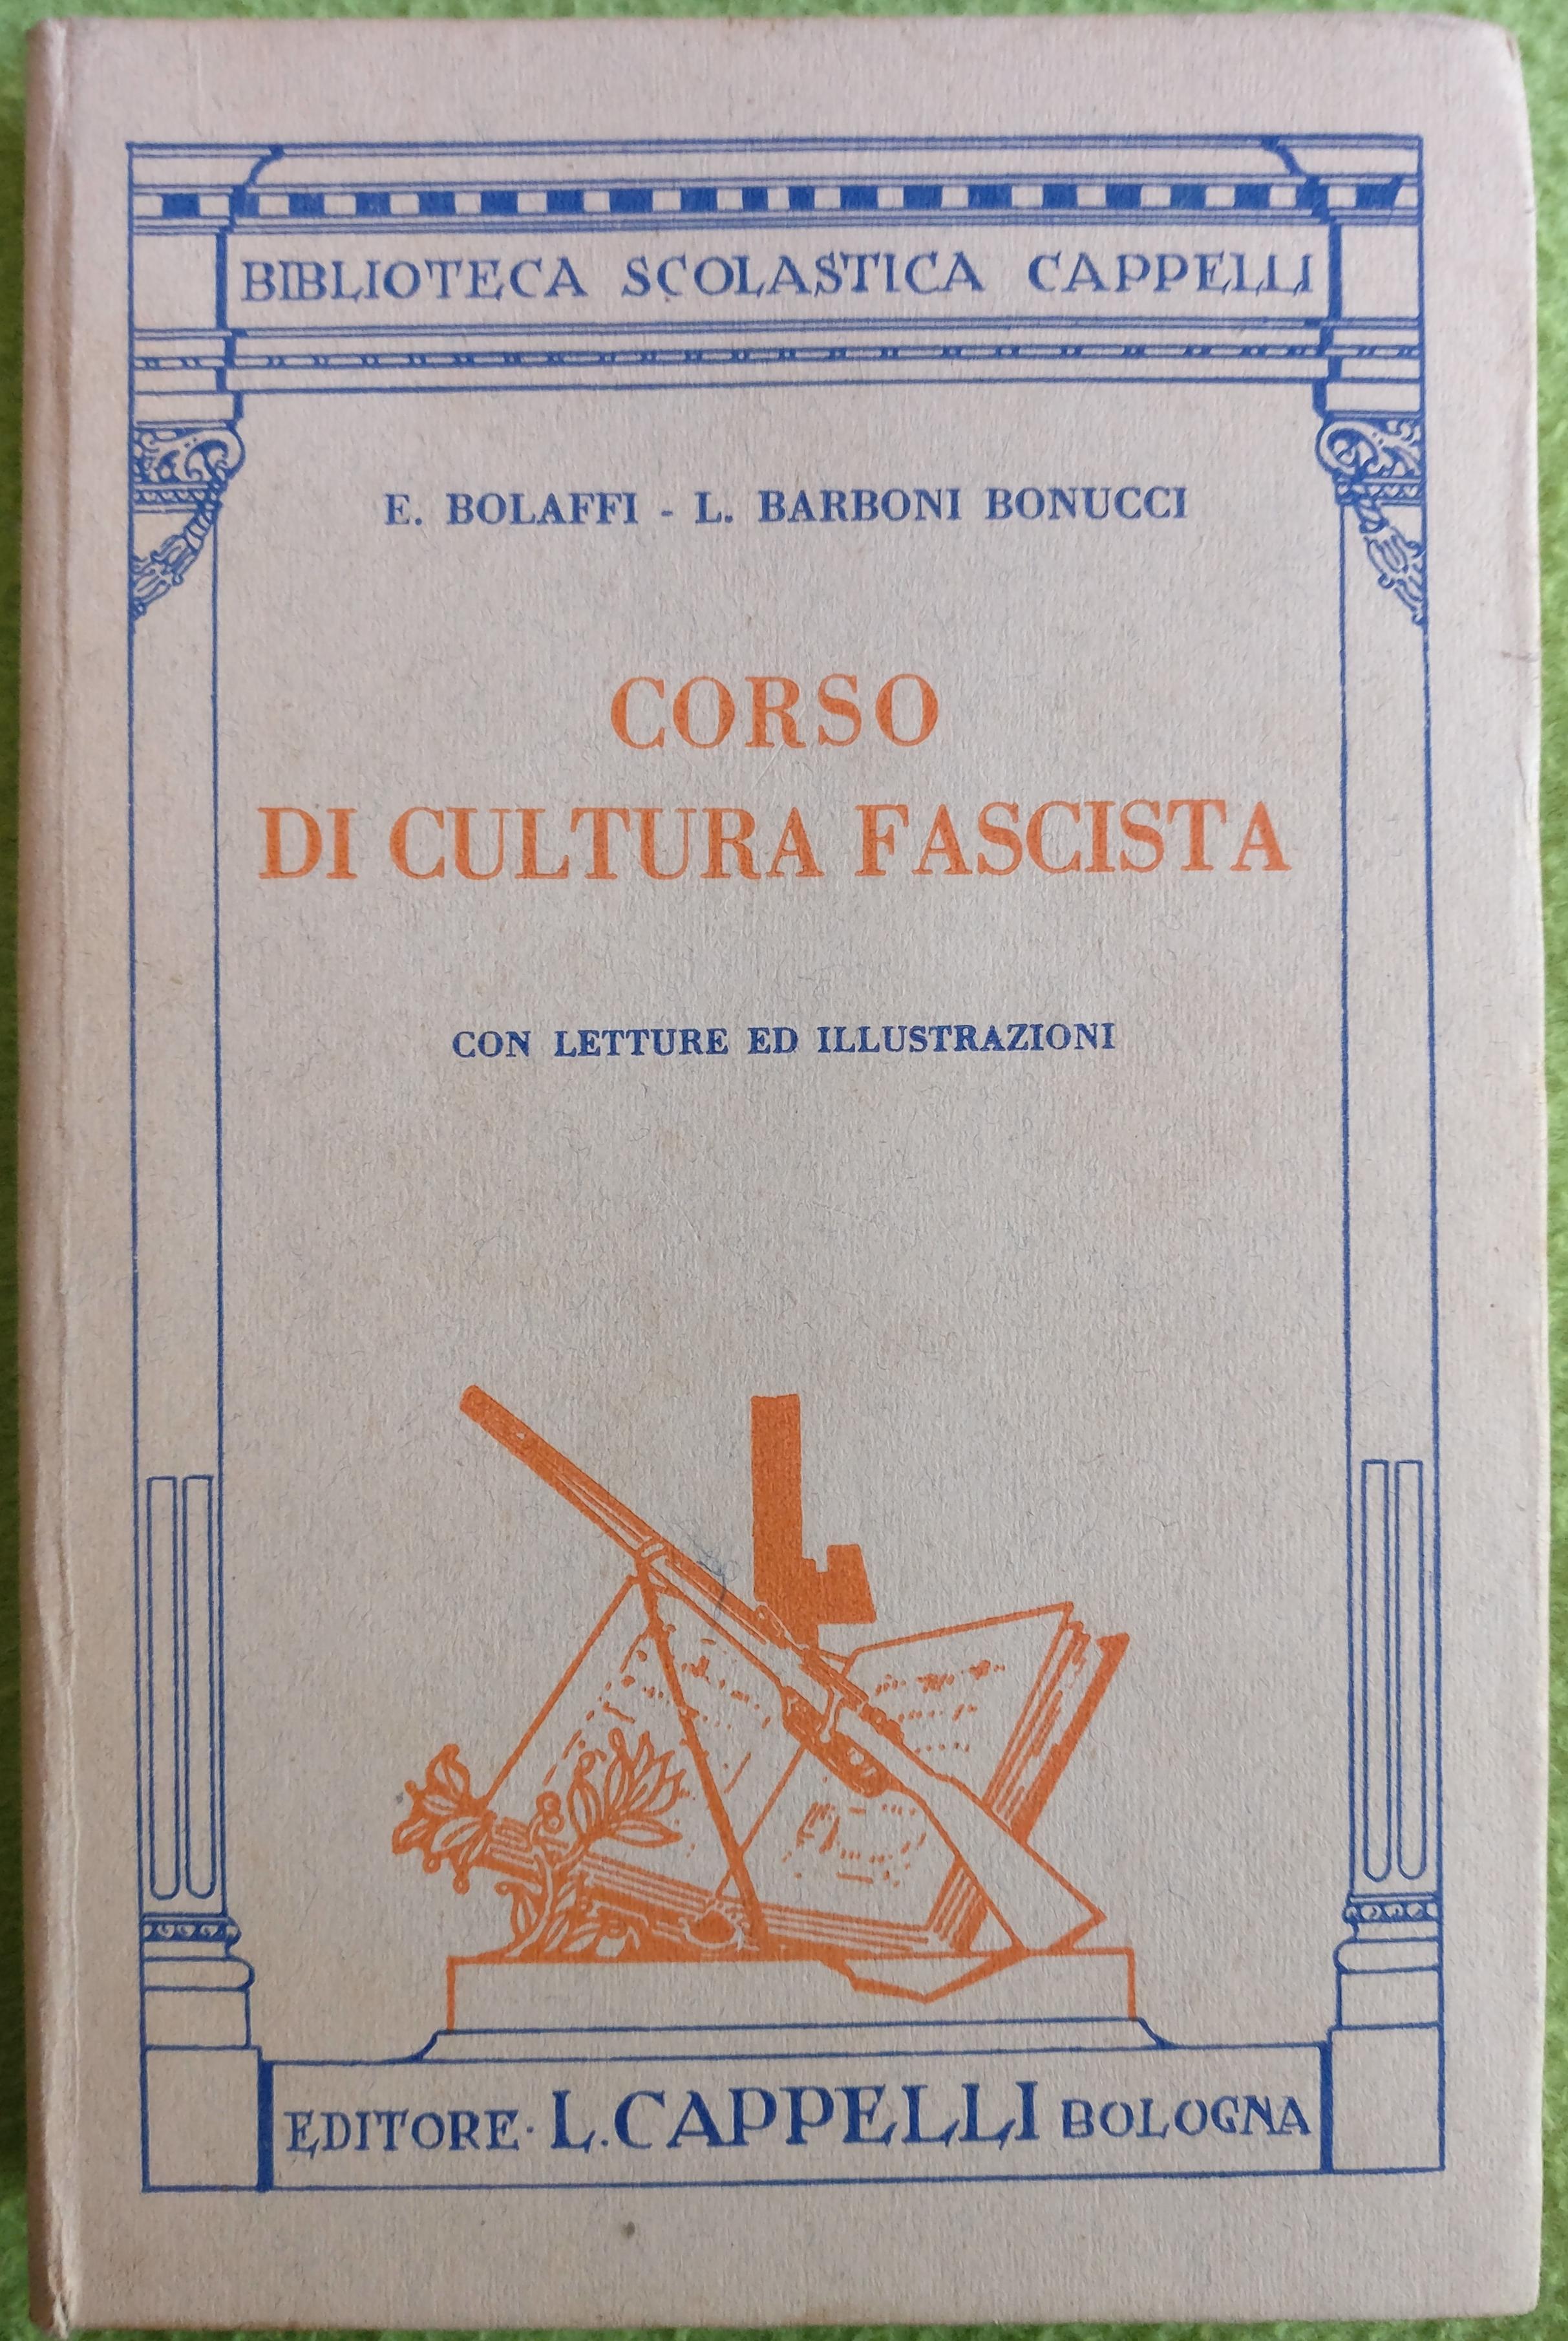 BIBLIOTECA SCOLASTICA CAPPELLI
E. BOLAFFI - L. BARBONI BONUCCI
CORSO
DI CULTURA FASCISTA
CON LETTURE ED ILLUSTRAZIONI
EDITORE · L. CAPPELLI BOLOGNA